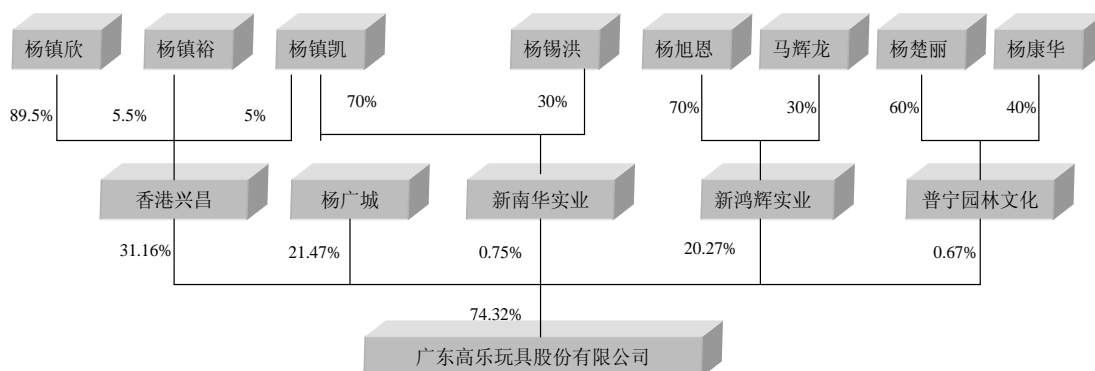 杨镇欣 杨镇裕 杨镇凯 杨锡洪 杨旭恩 马辉龙 杨楚丽 杨康华
89.5% 5.5% 5% 70% 30% 70% 30% 60% 40%
香港兴昌 杨广城 新南华实业 新鸿辉实业 普宁园林文化
31.16% 21.47% 0.75% 20.27% 0.67%
74.32%
广东高乐玩具股份有限公司